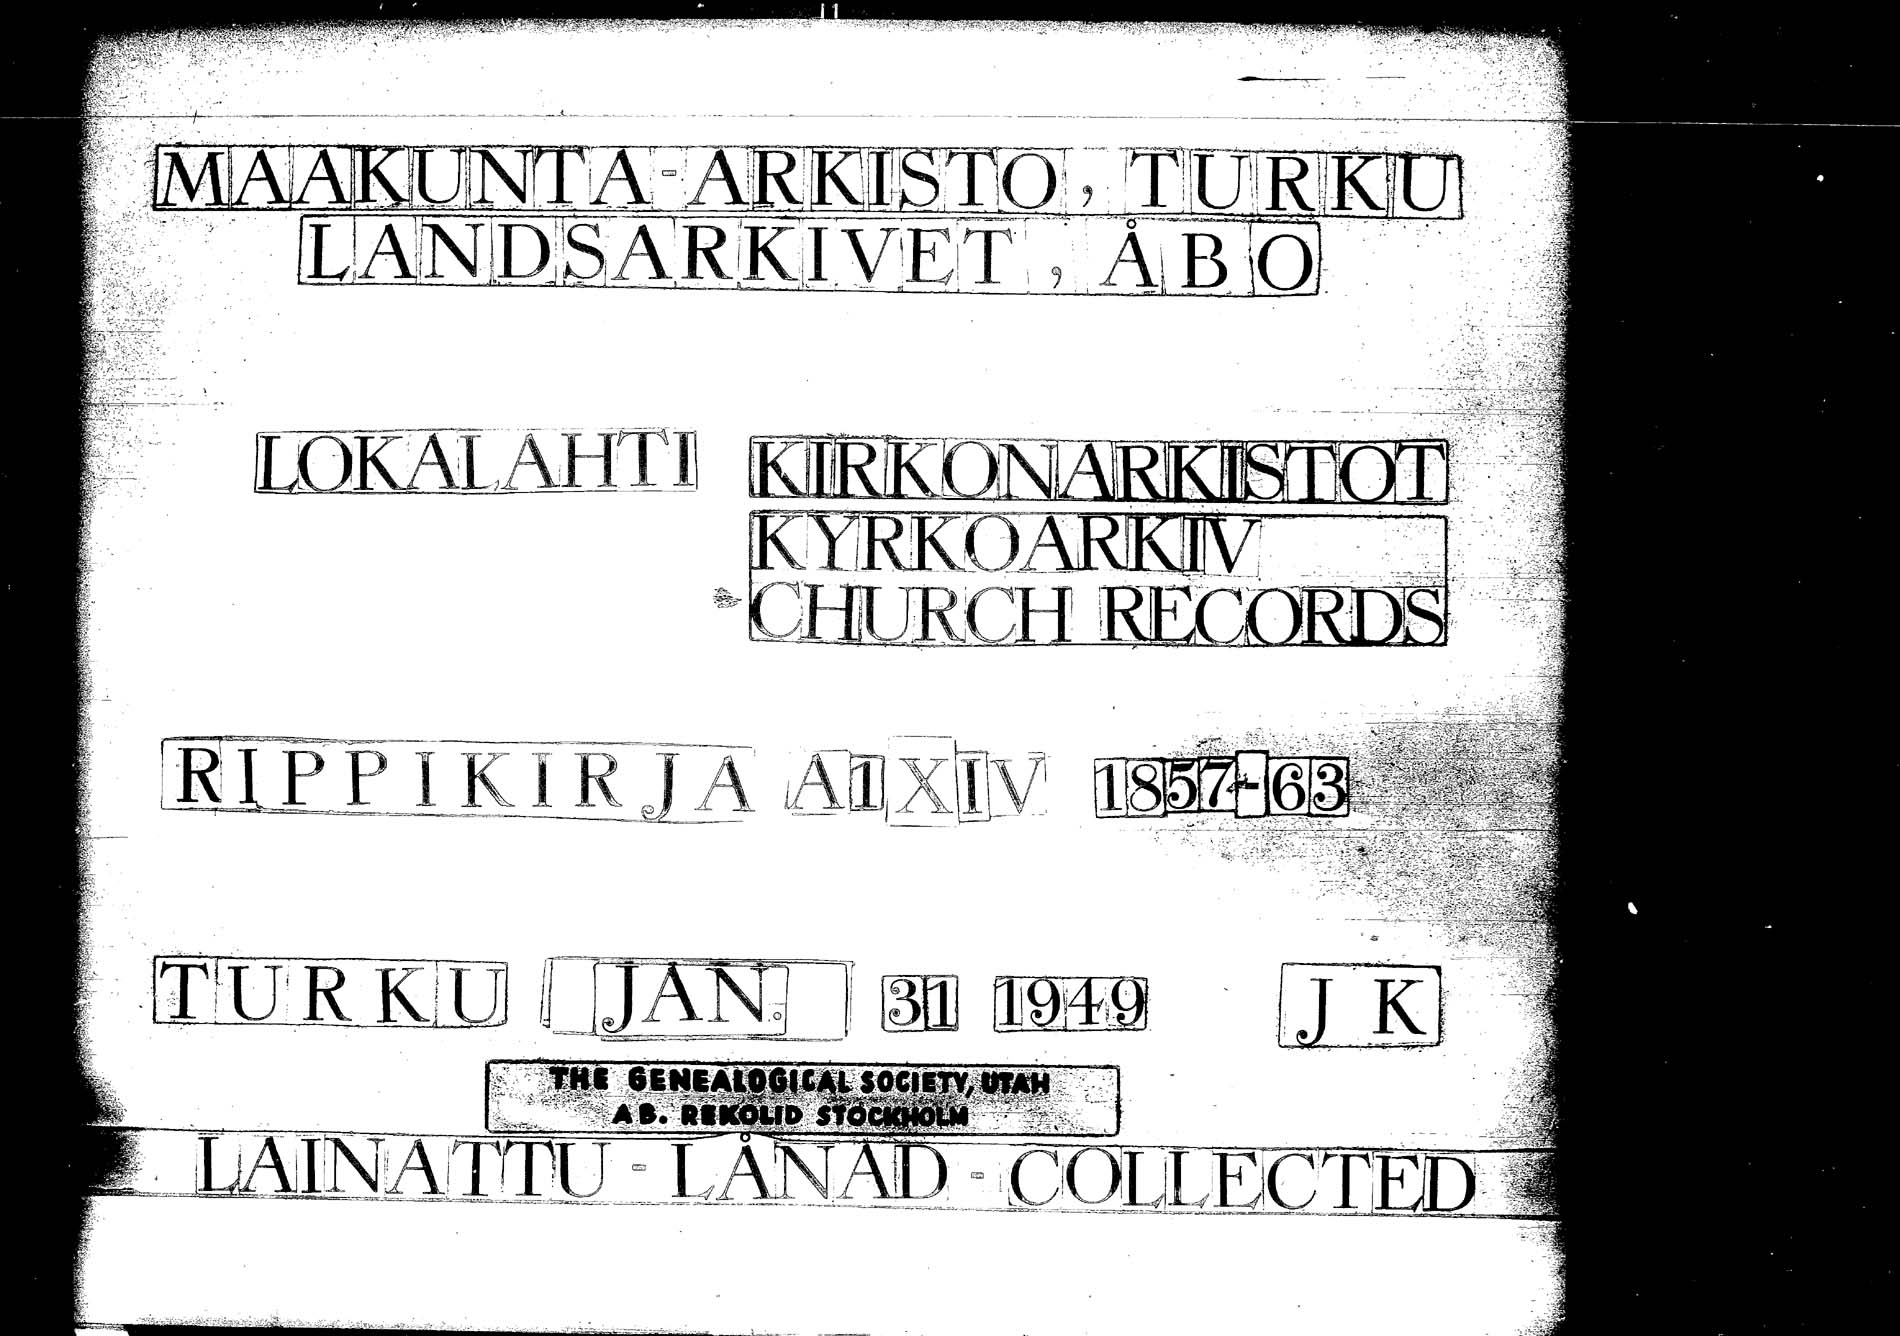 MAAKUNTA-ARKISTO, TURKU
LANDSARKIVET, ÅBO
LOKALAHTI KIRKONARKISTOT
KYRKOARKIV
CHURCH RECORDS
RIPPIKIRJA A1 XIV 1857-63
TURKU JAN. 31 1949 J K
THE GENEALOGICAL SOCIETY, UTAH
AB. REKOLID STOCKHOLM
LAINATTU - LÅNAD - COLLECTED